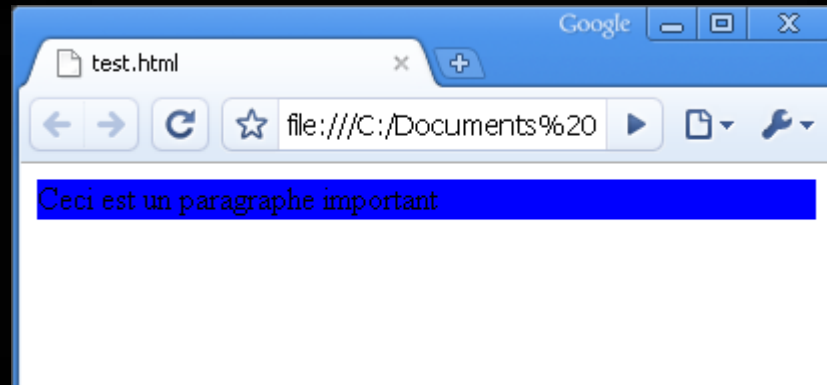 Google
test.html
file:///C:/Documents%20
Ceci est un paragraphe important